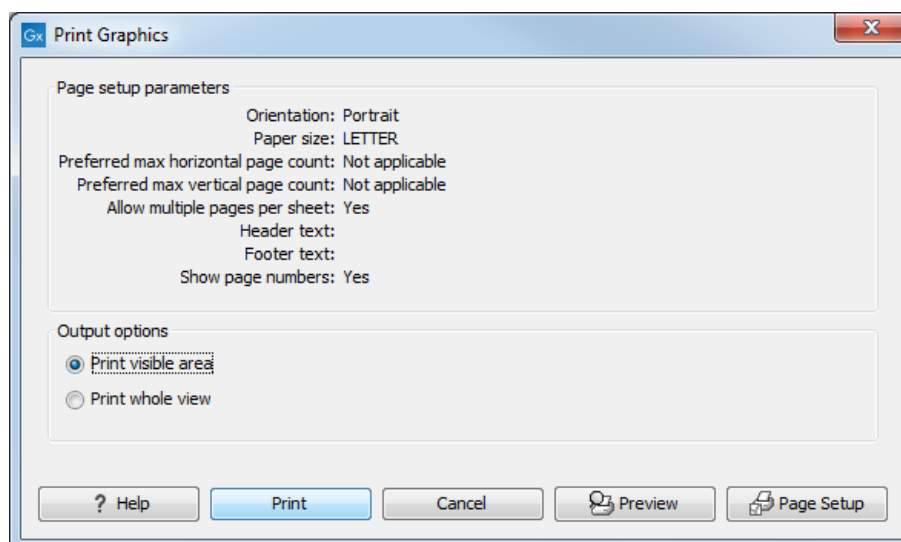 Gx Print Graphics
X
Page setup parameters
Orientation: Portrait
Paper size: LETTER
Preferred max horizontal page count: Not applicable
Preferred max vertical page count: Not applicable
Allow multiple pages per sheet: Yes
Header text:
Footer text:
Show page numbers: Yes
Output options
Print visible area
Print whole view
? Help Print Cancel Preview Page Setup